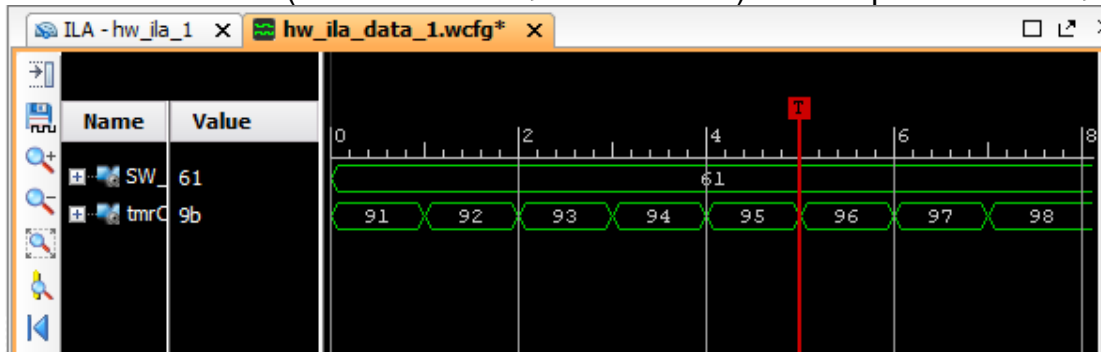 ILA - hw_ila_1 hw_ila_data_1.wcfg*
T
Name Value
0 2 4 6 8
SW_ 61 61
tmrC 9b 91 92 93 94 95 96 97 98